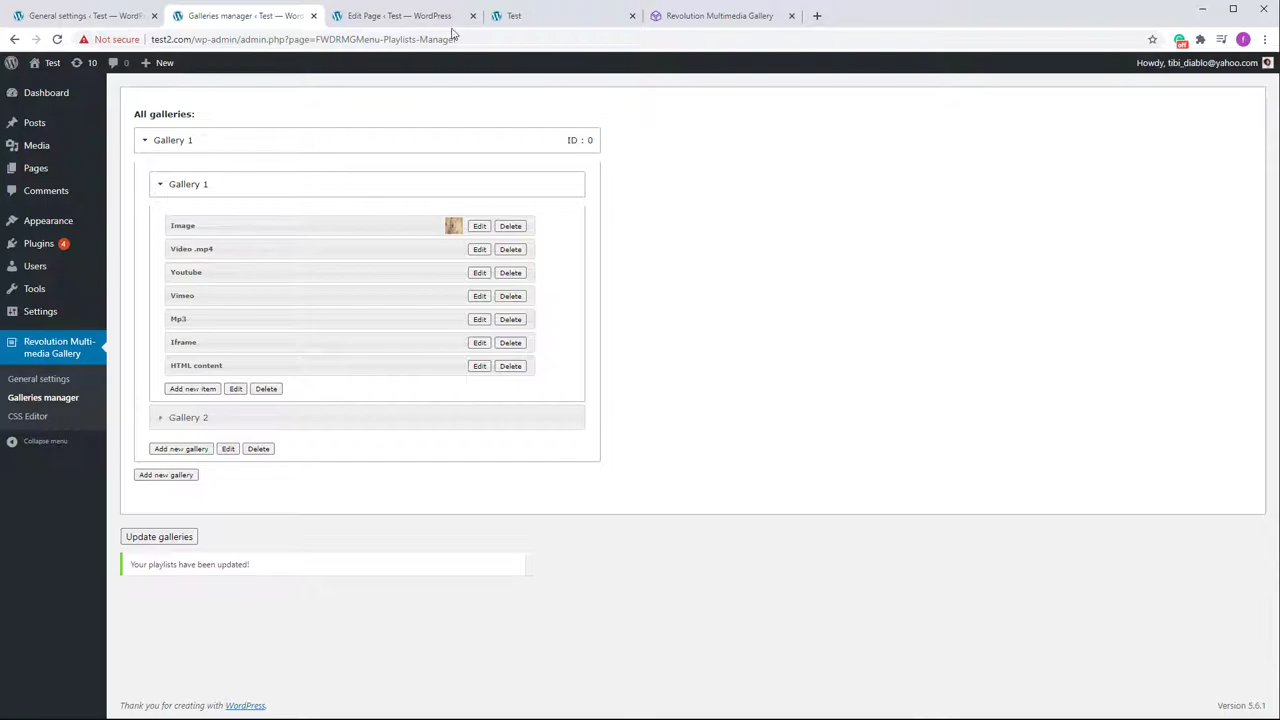 General settings ‹ Test — WordPr
Galleries manager ‹ Test — Word
Edit Page ‹ Test — WordPress
Test
Revolution Multimedia Gallery
Not secure
test2.com/wp-admin/admin.php?page=FWDRMGMenu-Playlists-Manager
off
f
Test
10
0
New
Howdy, tibi_diablo@yahoo.com
Dashboard
Posts
Media
Pages
Comments
Appearance
Plugins 4
Users
Tools
Settings
Revolution Multi-
media Gallery
General settings
Galleries manager
CSS Editor
Collapse menu
All galleries:
Gallery 1 ID : 0
Gallery 1
Image Edit Delete
Video .mp4 Edit Delete
Youtube Edit Delete
Vimeo Edit Delete
Mp3 Edit Delete
Iframe Edit Delete
HTML content Edit Delete
Add new item Edit Delete
Gallery 2
Add new gallery Edit Delete
Add new gallery
Update galleries
Your playlists have been updated!
Thank you for creating with WordPress.
Version 5.6.1